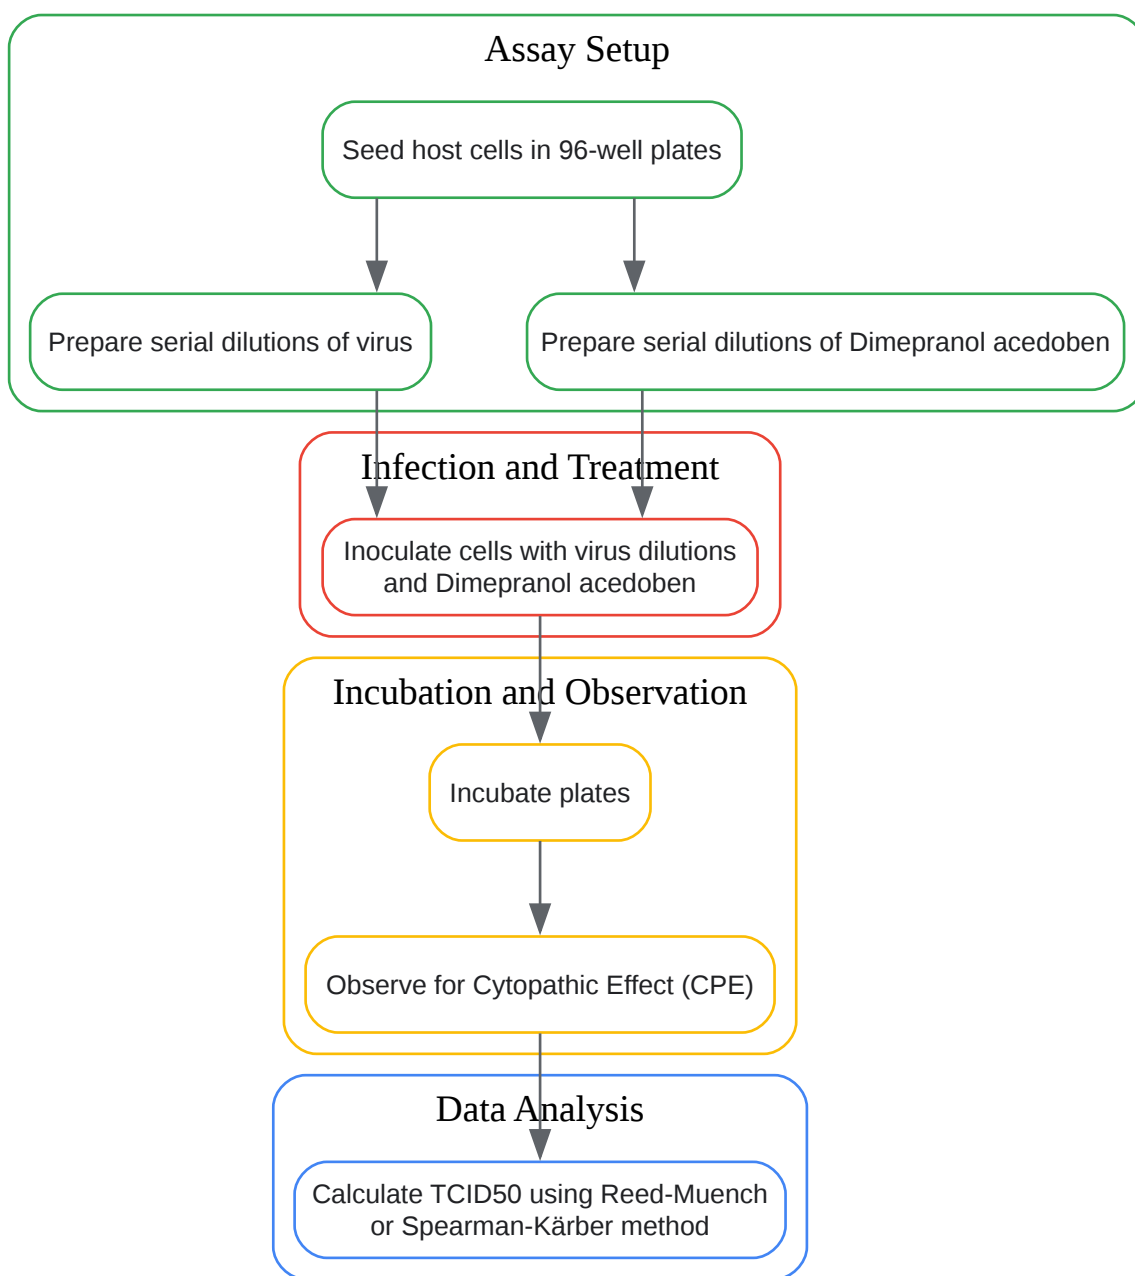 Assay Setup
Seed host cells in 96-well plates
Prepare serial dilutions of virus
Prepare serial dilutions of Dimepranol acedoben
Infection and Treatment
Inoculate cells with virus dilutions
and Dimepranol acedoben
Incubation and Observation
Incubate plates
Observe for Cytopathic Effect (CPE)
Data Analysis
Calculate TCID50 using Reed-Muench
or Spearman-Kärber method